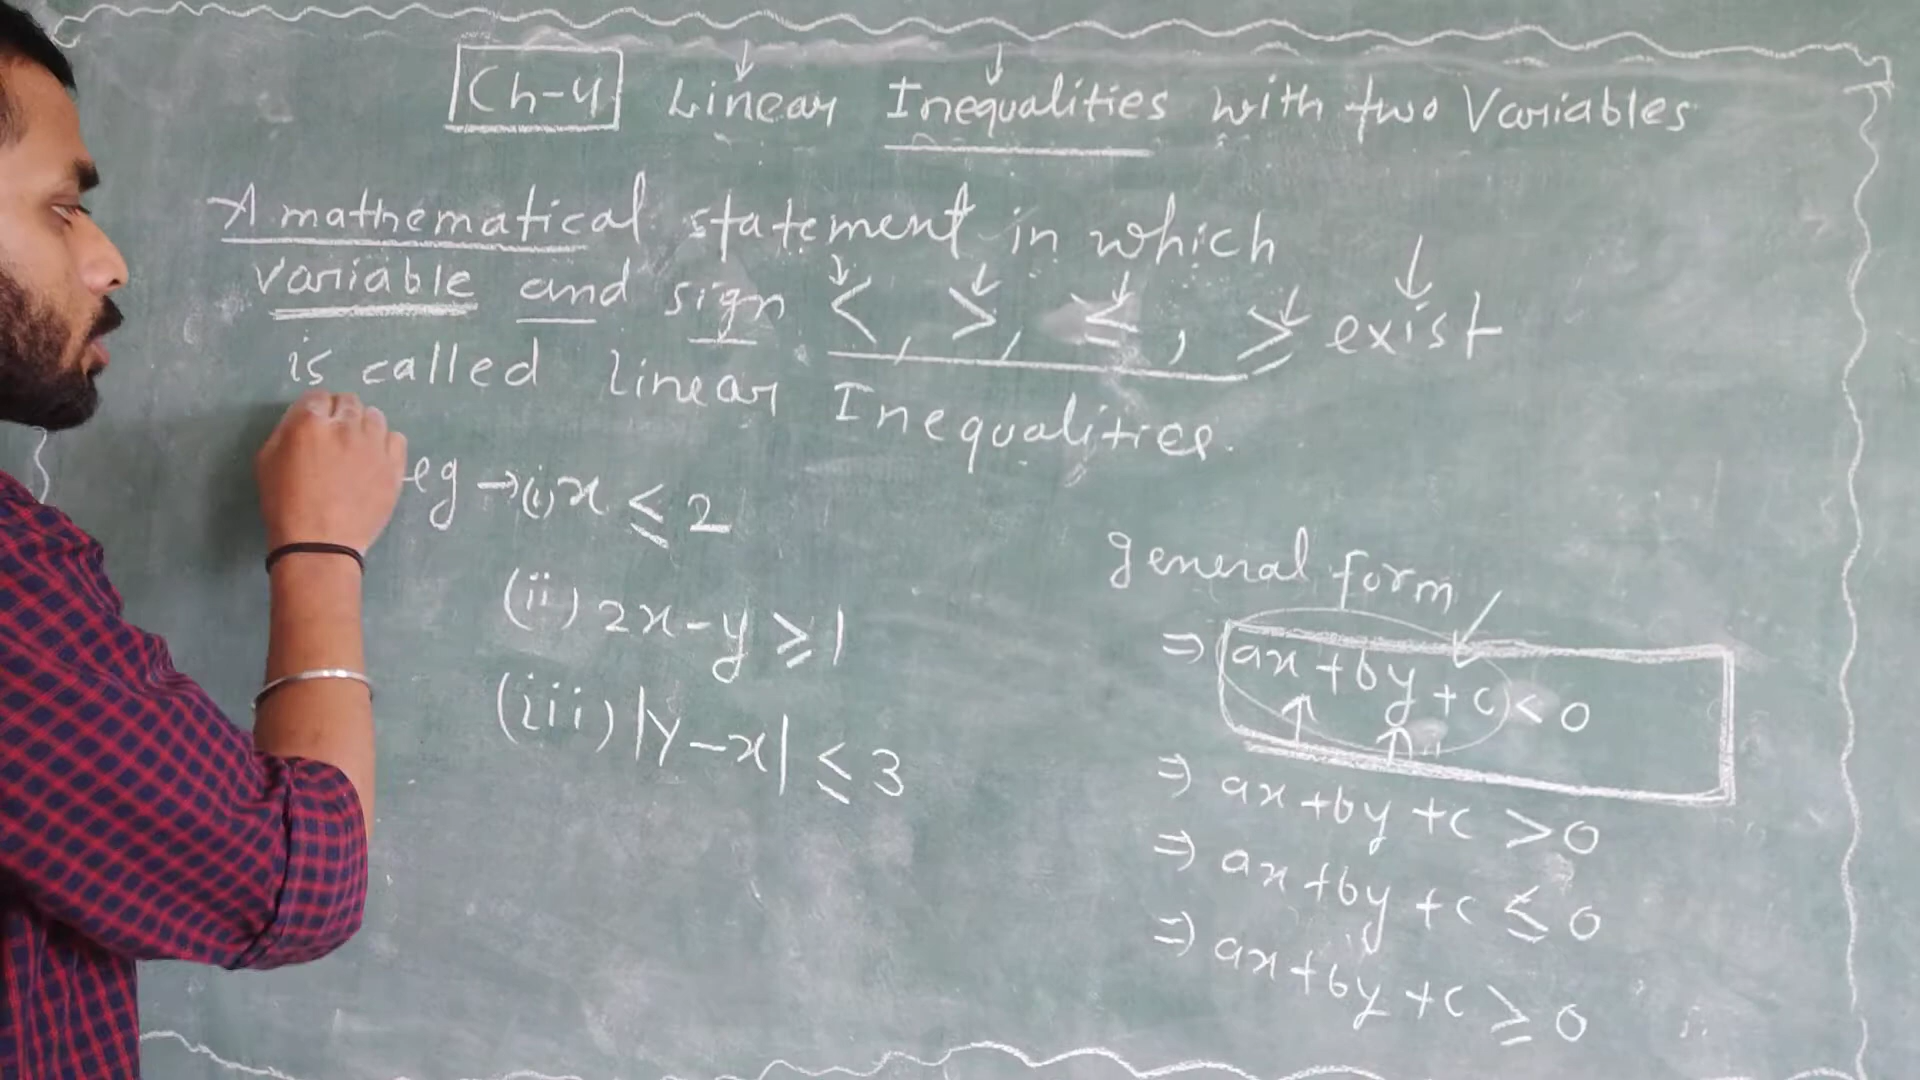 Ch-4 Linear Inequalities with two Variables
→ A mathematical statement in which
variable and sign <, >, ≤, ≥ exist
is called Linear Inequalities.
eg → (i) x ≤ 2
(ii) 2x-y ≥ 1
(iii) |y-x| ≤ 3
general form
⇒ ax+by+c < 0
⇒ ax+by+c > 0
⇒ ax+by+c ≤ 0
⇒ ax+by+c ≥ 0